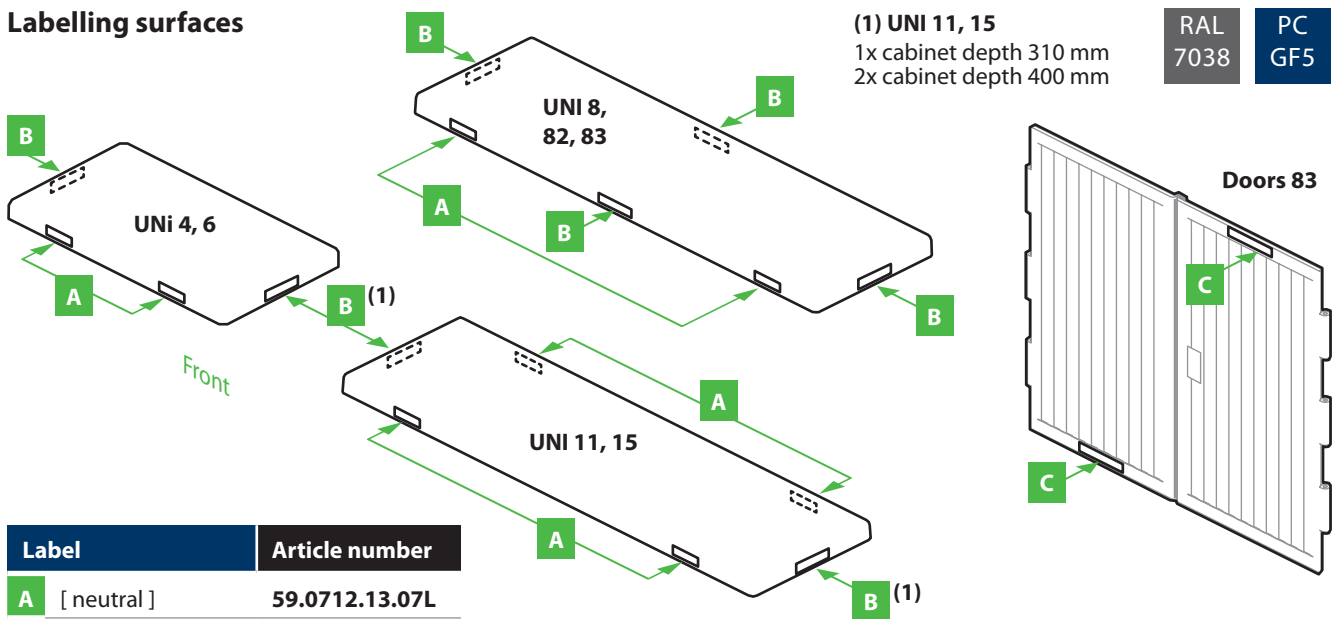 Labelling surfaces
(1) UNI 11, 15
1x cabinet depth 310 mm
2x cabinet depth 400 mm
RAL
7038
PC
GF5
B
UNi 4, 6
A
B
UNI 8,
82, 83
B
A
B
B
B (1)
Front
UNI 11, 15
A
A
B (1)
Doors 83
C
C
Label Article number
A [ neutral ] 59.0712.13.07L